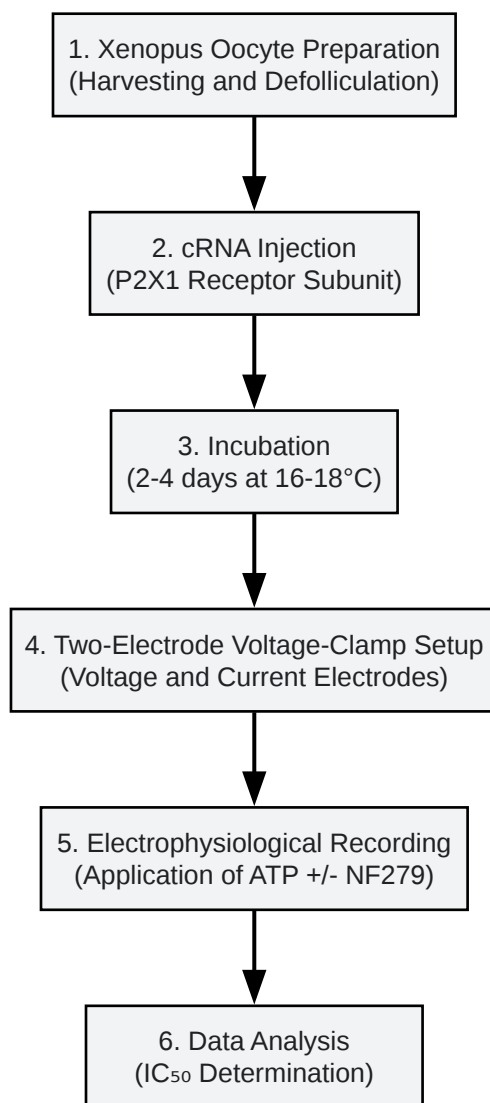 1. Xenopus Oocyte Preparation
(Harvesting and Defolliculation)
2. cRNA Injection
(P2X1 Receptor Subunit)
3. Incubation
(2-4 days at 16-18°C)
4. Two-Electrode Voltage-Clamp Setup
(Voltage and Current Electrodes)
5. Electrophysiological Recording
(Application of ATP +/- NF279)
6. Data Analysis
(IC₅₀ Determination)